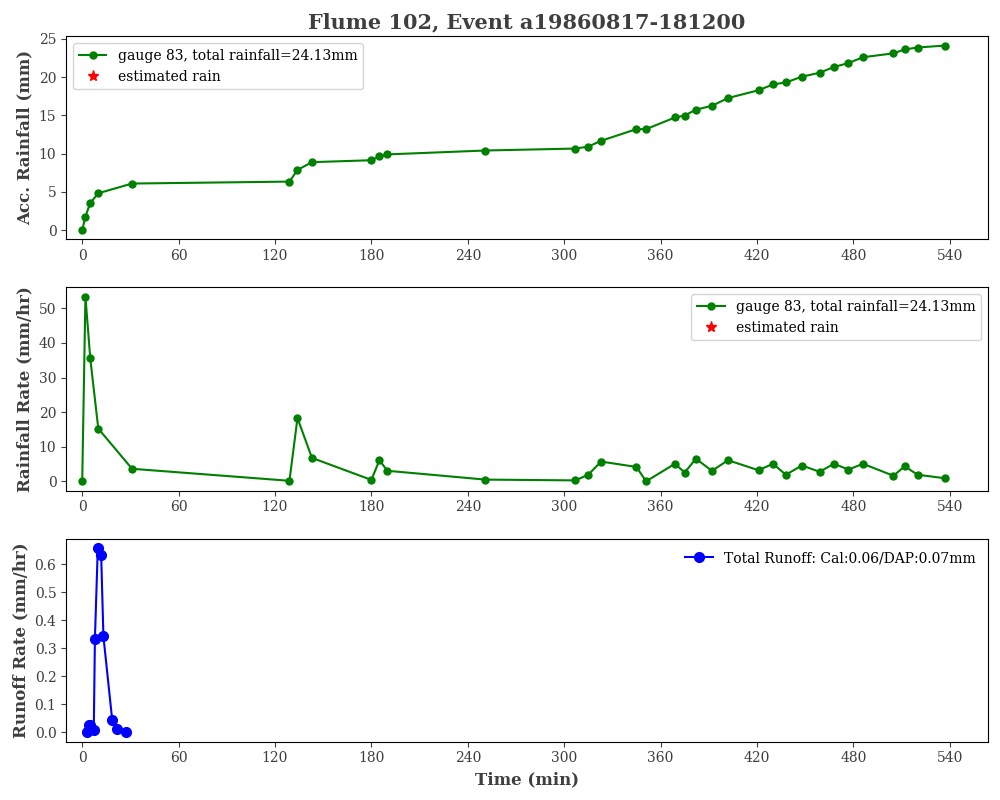 Flume 102, Event a19860817-181200
Acc. Rainfall (mm)
25
20
15
10
5
0
gauge 83, total rainfall=24.13mm
estimated rain
0 60 120 180 240 300 360 420 480 540
Rainfall Rate (mm/hr)
50
40
30
20
10
0
gauge 83, total rainfall=24.13mm
estimated rain
0 60 120 180 240 300 360 420 480 540
Runoff Rate (mm/hr)
0.6
0.5
0.4
0.3
0.2
0.1
0.0
Total Runoff: Cal:0.06/DAP:0.07mm
0 60 120 180 240 300 360 420 480 540
Time (min)